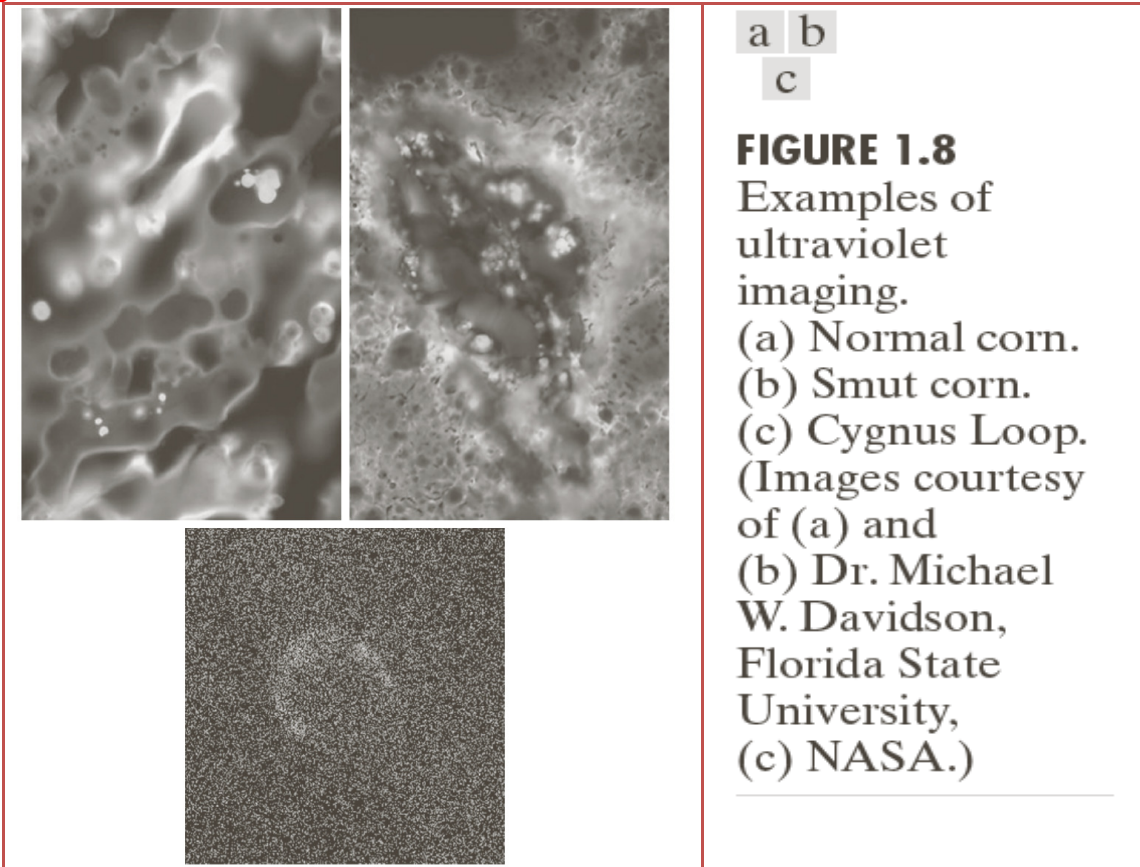 a b
c
FIGURE 1.8
Examples of
ultraviolet
imaging.
(a) Normal corn.
(b) Smut corn.
(c) Cygnus Loop.
(Images courtesy
of (a) and
(b) Dr. Michael
W. Davidson,
Florida State
University,
(c) NASA.)